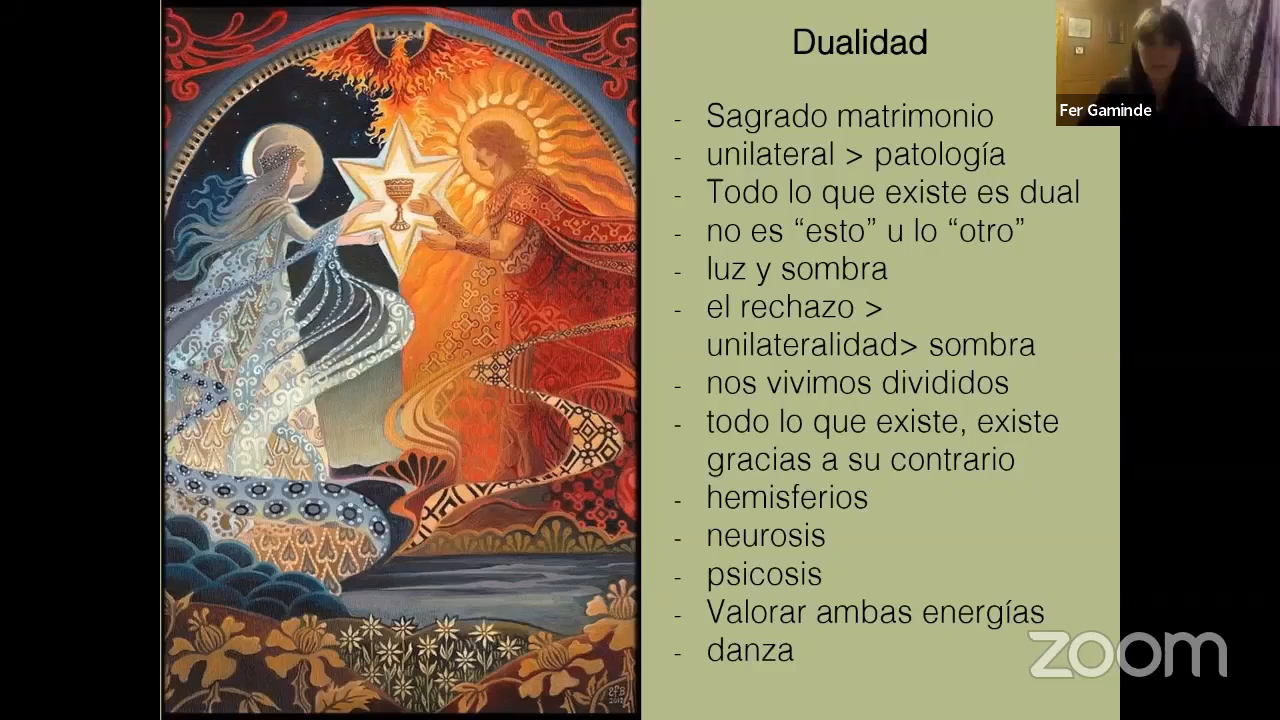 Dualidad
Fer Gaminde
- Sagrado matrimonio
- unilateral > patología
- Todo lo que existe es dual
- no es “esto” u lo “otro”
- luz y sombra
- el rechazo >
unilateralidad> sombra
- nos vivimos divididos
- todo lo que existe, existe
gracias a su contrario
- hemisferios
- neurosis
- psicosis
- Valorar ambas energías
- danza
zoom
EFB
2012